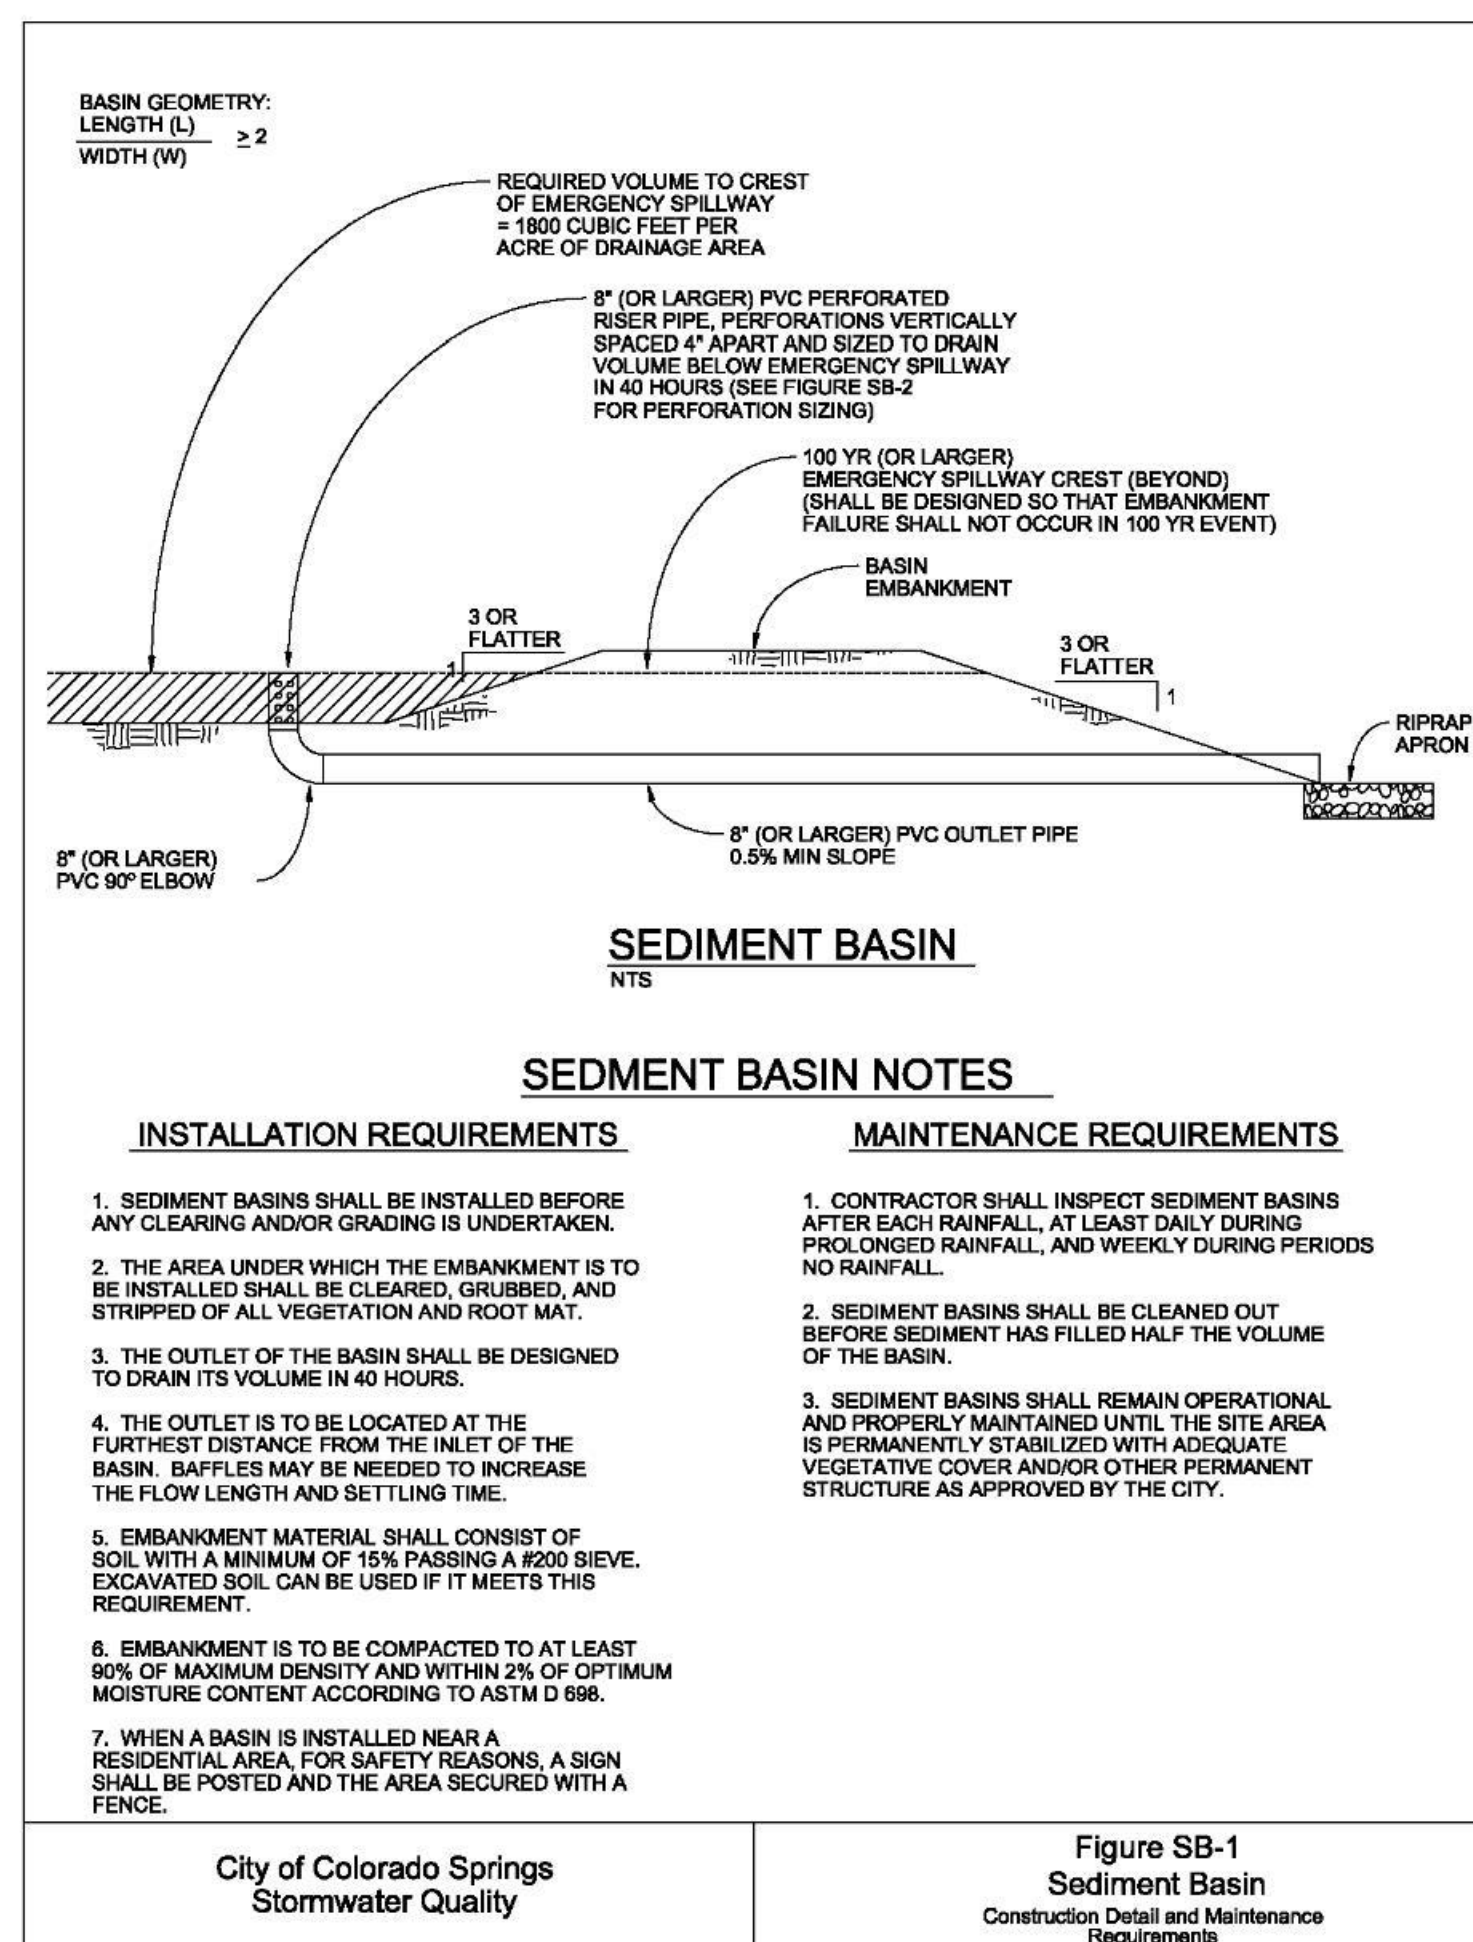 BASIN GEOMETRY:
LENGTH (L)
≥ 2
WIDTH (W)
REQUIRED VOLUME TO CREST
OF EMERGENCY SPILLWAY
= 1800 CUBIC FEET PER
ACRE OF DRAINAGE AREA
8" (OR LARGER) PVC PERFORATED
RISER PIPE, PERFORATIONS VERTICALLY
SPACED 4" APART AND SIZED TO DRAIN
VOLUME BELOW EMERGENCY SPILLWAY
IN 40 HOURS (SEE FIGURE SB-2
FOR PERFORATION SIZING)
100 YR (OR LARGER)
EMERGENCY SPILLWAY CREST (BEYOND)
(SHALL BE DESIGNED SO THAT EMBANKMENT
FAILURE SHALL NOT OCCUR IN 100 YR EVENT)
BASIN
EMBANKMENT
3 OR
FLATTER
1
3 OR
FLATTER
1
RIPRAP
APRON
8" (OR LARGER) PVC OUTLET PIPE
0.5% MIN SLOPE
8" (OR LARGER)
PVC 90º ELBOW
SEDIMENT BASIN
NTS
SEDMENT BASIN NOTES
INSTALLATION REQUIREMENTS
1. SEDIMENT BASINS SHALL BE INSTALLED BEFORE
ANY CLEARING AND/OR GRADING IS UNDERTAKEN.
2. THE AREA UNDER WHICH THE EMBANKMENT IS TO
BE INSTALLED SHALL BE CLEARED, GRUBBED, AND
STRIPPED OF ALL VEGETATION AND ROOT MAT.
3. THE OUTLET OF THE BASIN SHALL BE DESIGNED
TO DRAIN ITS VOLUME IN 40 HOURS.
4. THE OUTLET IS TO BE LOCATED AT THE
FURTHEST DISTANCE FROM THE INLET OF THE
BASIN. BAFFLES MAY BE NEEDED TO INCREASE
THE FLOW LENGTH AND SETTLING TIME.
5. EMBANKMENT MATERIAL SHALL CONSIST OF
SOIL WITH A MINIMUM OF 15% PASSING A #200 SIEVE.
EXCAVATED SOIL CAN BE USED IF IT MEETS THIS
REQUIREMENT.
6. EMBANKMENT IS TO BE COMPACTED TO AT LEAST
90% OF MAXIMUM DENSITY AND WITHIN 2% OF OPTIMUM
MOISTURE CONTENT ACCORDING TO ASTM D 698.
7. WHEN A BASIN IS INSTALLED NEAR A
RESIDENTIAL AREA, FOR SAFETY REASONS, A SIGN
SHALL BE POSTED AND THE AREA SECURED WITH A
FENCE.
MAINTENANCE REQUIREMENTS
1. CONTRACTOR SHALL INSPECT SEDIMENT BASINS
AFTER EACH RAINFALL, AT LEAST DAILY DURING
PROLONGED RAINFALL, AND WEEKLY DURING PERIODS
NO RAINFALL.
2. SEDIMENT BASINS SHALL BE CLEANED OUT
BEFORE SEDIMENT HAS FILLED HALF THE VOLUME
OF THE BASIN.
3. SEDIMENT BASINS SHALL REMAIN OPERATIONAL
AND PROPERLY MAINTAINED UNTIL THE SITE AREA
IS PERMANENTLY STABILIZED WITH ADEQUATE
VEGETATIVE COVER AND/OR OTHER PERMANENT
STRUCTURE AS APPROVED BY THE CITY.
City of Colorado Springs
Stormwater Quality
Figure SB-1
Sediment Basin
Construction Detail and Maintenance
Requirements